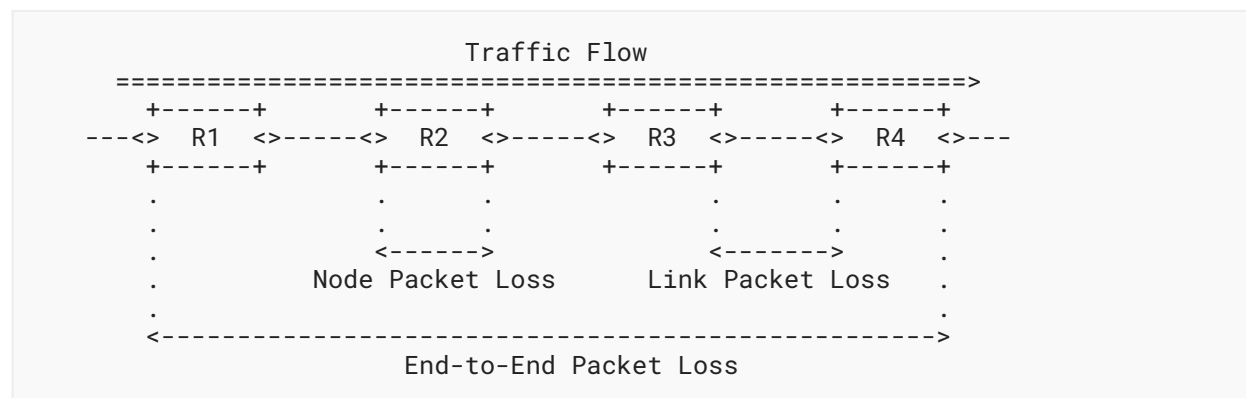 Traffic Flow
========================================================>
+------+       +------+       +------+       +------+
---<>  R1  <>-----<>  R2  <>-----<>  R3  <>-----<>  R4  <>---
+------+       +------+       +------+       +------+
.              .      .              .       .      .
.              .      .              .       .      .
.              <------>              <------->      .
.          Node Packet Loss      Link Packet Loss   .
.                                                   .
<--------------------------------------------------->
End-to-End Packet Loss